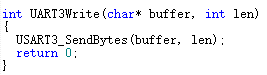 int UART3Write(char* buffer, int len)
{
  USART3_SendBytes(buffer, len);
  return 0;
}